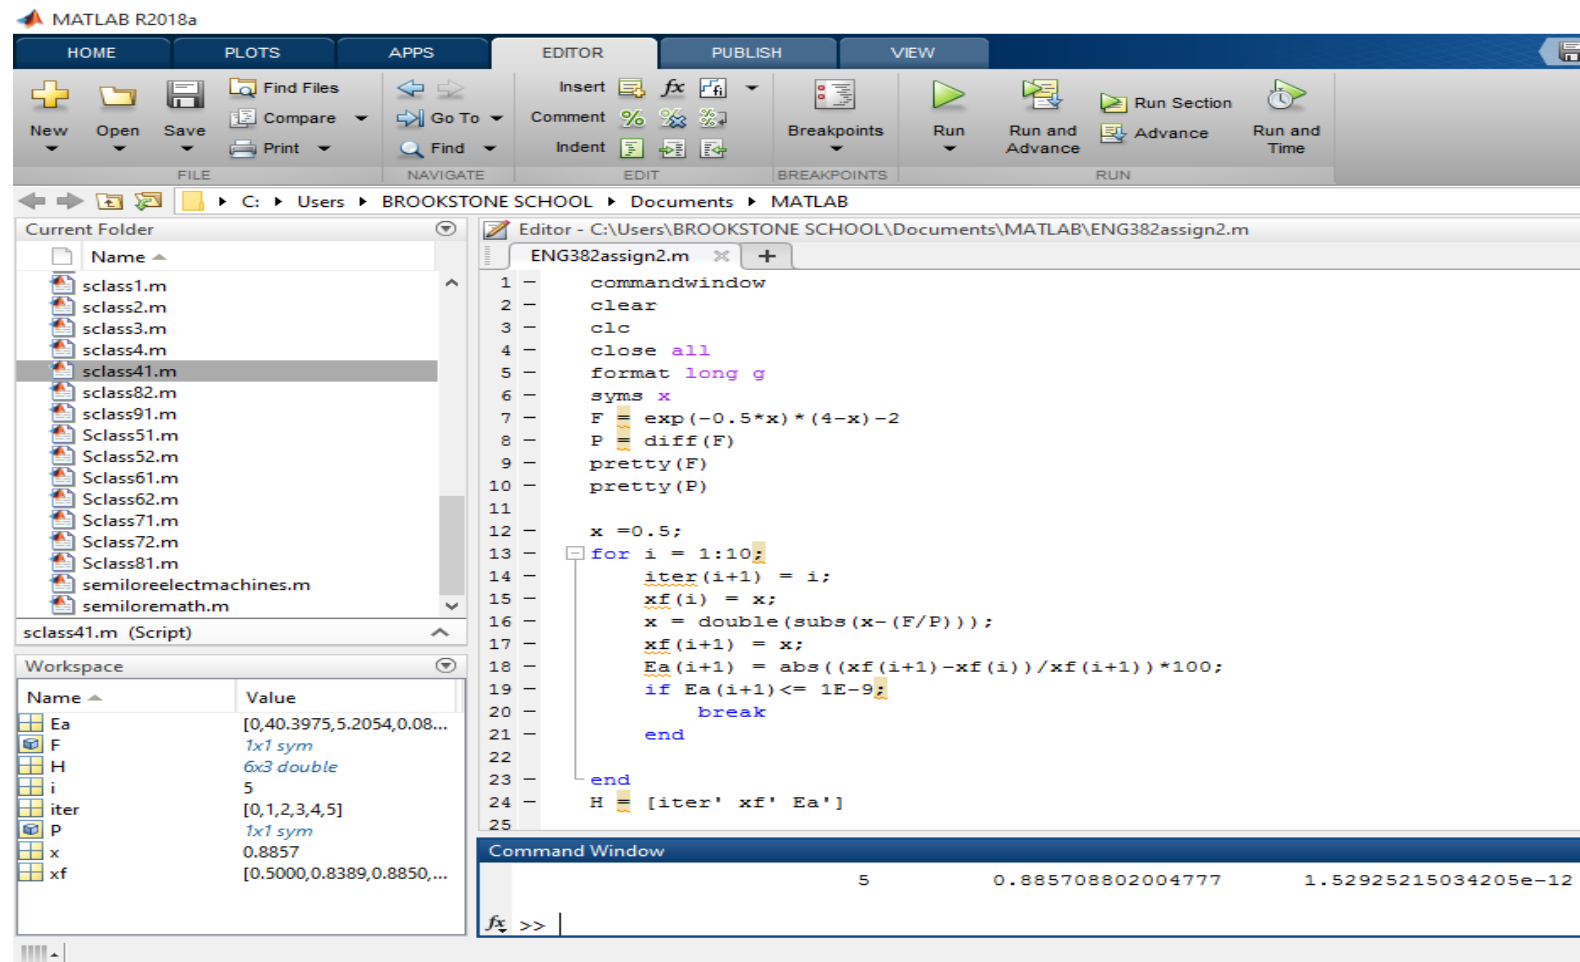 MATLAB R2018a
HOME PLOTS APPS EDITOR PUBLISH VIEW
New Open Save Find Files Compare Print
Go To Find
Insert fx fi
Comment % %
Indent
Breakpoints
Run Run and Advance Run Section Advance Run and Time
FILE NAVIGATE EDIT BREAKPOINTS RUN
C: Users BROOKSTONE SCHOOL Documents MATLAB
Current Folder
Name
sclass1.m
sclass2.m
sclass3.m
sclass4.m
sclass41.m
sclass82.m
sclass91.m
Sclass51.m
Sclass52.m
Sclass61.m
Sclass62.m
Sclass71.m
Sclass72.m
Sclass81.m
semiloreelectmachines.m
semiloremath.m
sclass41.m (Script)
Workspace
Name Value
Ea [0,40.3975,5.2054,0.08...
F 1x1 sym
H 6x3 double
i 5
iter [0,1,2,3,4,5]
P 1x1 sym
x 0.8857
xf [0.5000,0.8389,0.8850,...
Editor - C:\Users\BROOKSTONE SCHOOL\Documents\MATLAB\ENG382assign2.m
ENG382assign2.m +
1 – commandwindow
2 – clear
3 – clc
4 – close all
5 – format long g
6 – syms x
7 – F = exp(-0.5*x)*(4-x)-2
8 – P = diff(F)
9 – pretty(F)
10 – pretty(P)
11
12 – x =0.5;
13 – for i = 1:10;
14 – iter(i+1) = i;
15 – xf(i) = x;
16 – x = double(subs(x-(F/P)));
17 – xf(i+1) = x;
18 – Ea(i+1) = abs((xf(i+1)-xf(i))/xf(i+1))*100;
19 – if Ea(i+1)<= 1E-9;
20 – break
21 – end
22
23 – end
24 – H = [iter' xf' Ea']
25
Command Window
5 0.885708802004777 1.52925215034205e-12
fx >>